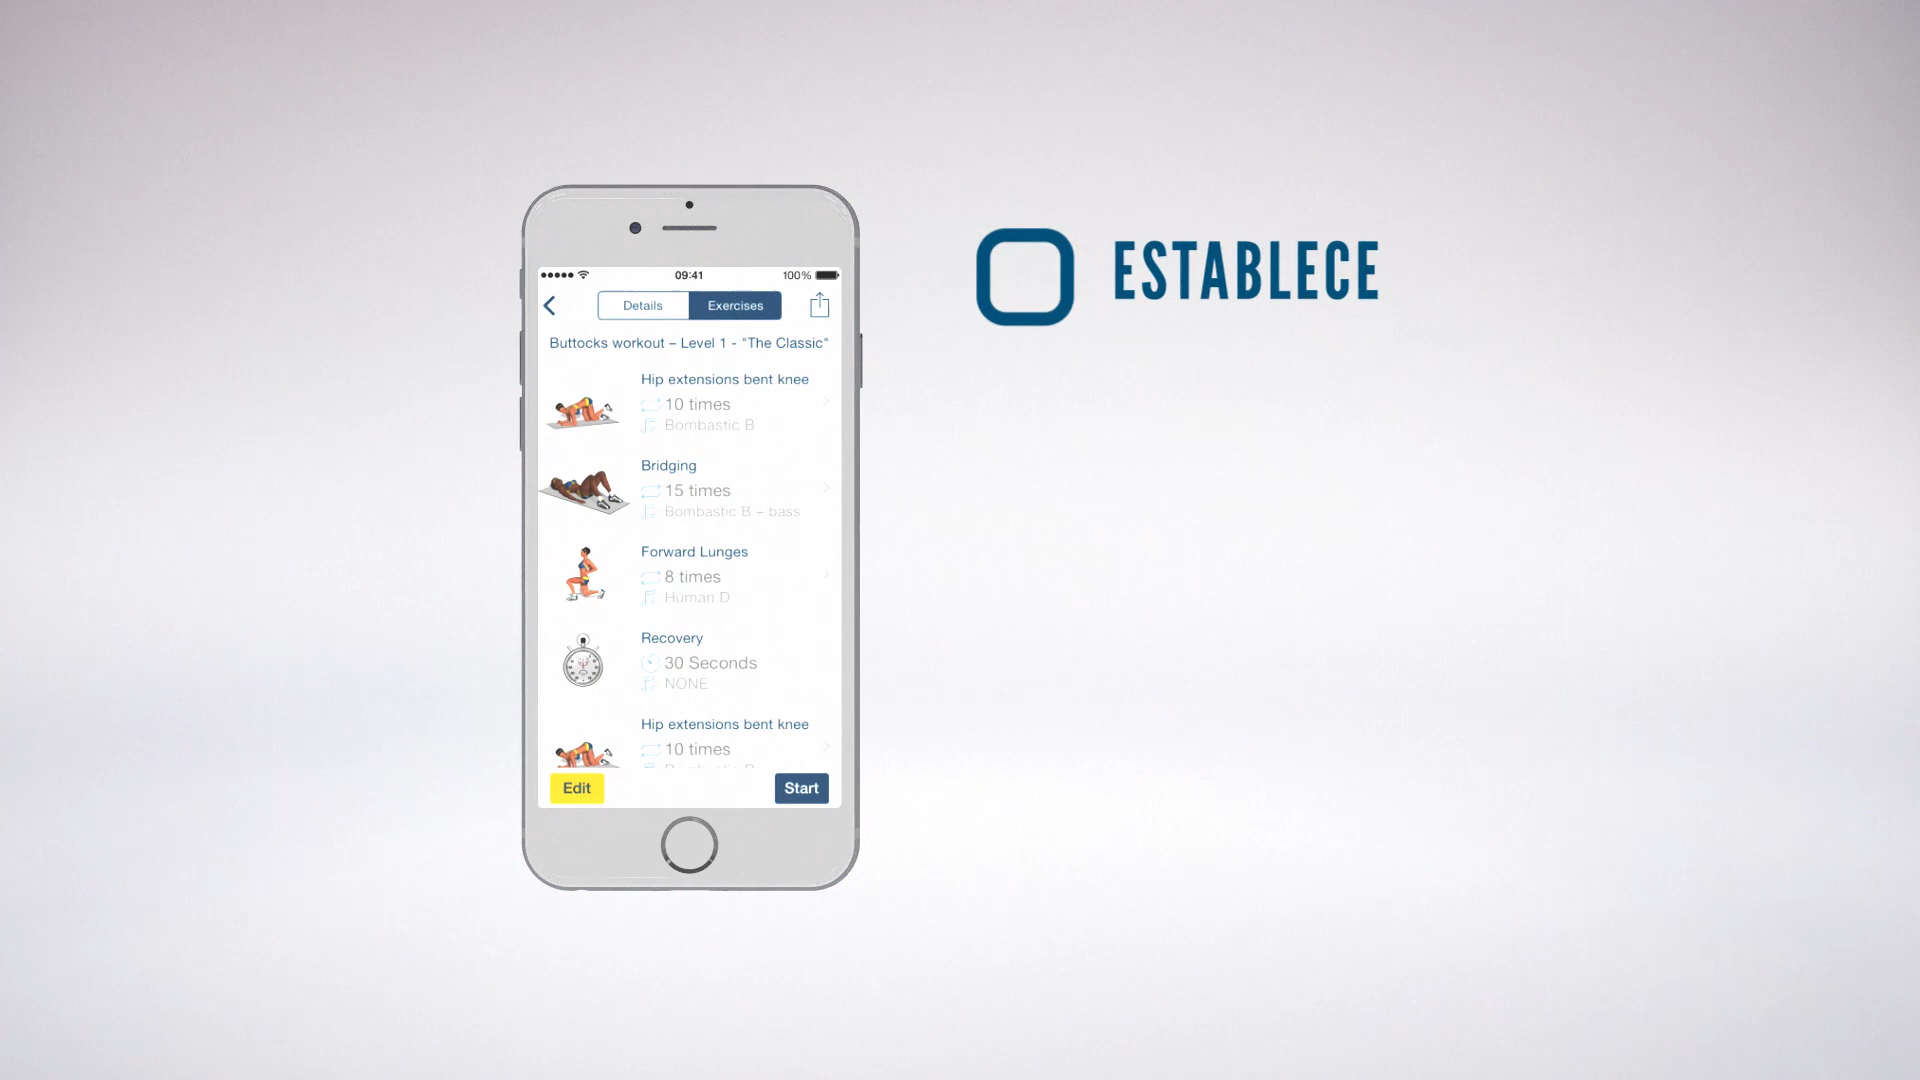 09:41
100%
Details
Exercises
Buttocks workout – Level 1 - "The Classic"
Hip extensions bent knee
10 times
Bombastic B
Bridging
15 times
Bombastic B – bass
Forward Lunges
8 times
Human D
Recovery
30 Seconds
NONE
Hip extensions bent knee
10 times
Edit
Start
ESTABLECE